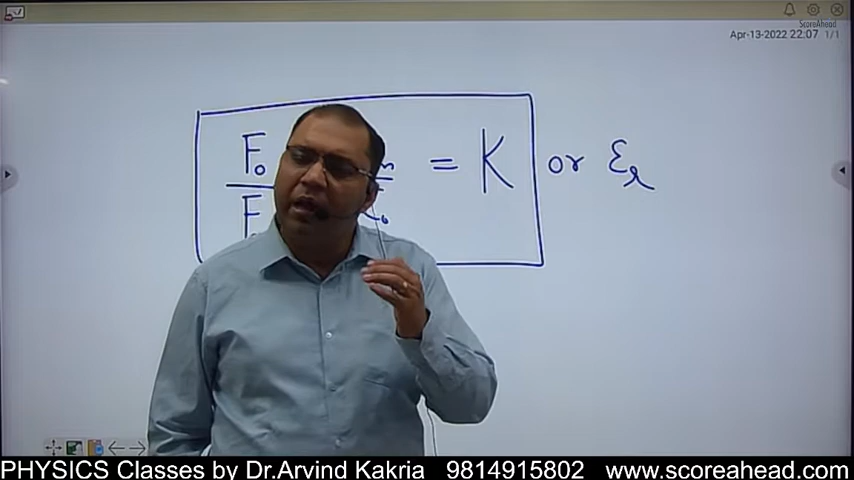 ScoreAhead
Apr-13-2022 22:07 1/1
F₀ = K or εᵣ
F
PHYSICS Classes by Dr.Arvind Kakria 9814915802 www.scoreahead.com